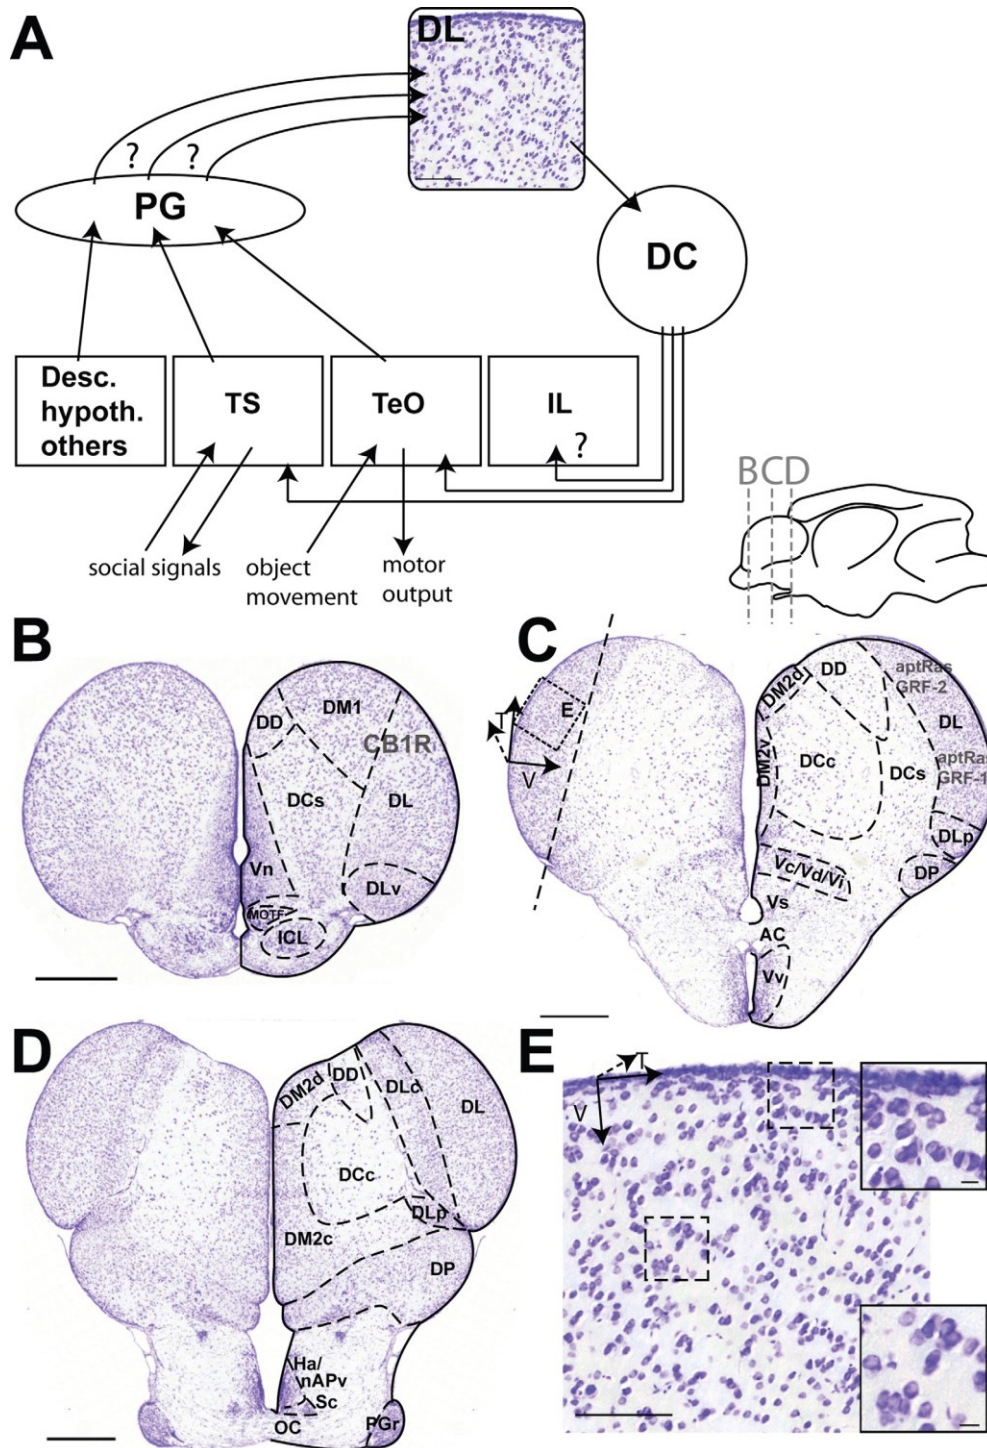 A
DL
?
?
PG
DC
Desc.
hypoth.
others
TS
TeO
IL
?
social signals
object
movement
motor
output
BCD
B
DD
DM1
CB1R
DCs
DL
Vn
DLv
MOTF
ICL
C
T
V
E
DM2d
DD
aptRas
GRF-2
DL
DM2v
DCc
DCs
aptRas
GRF-1
DLp
DP
Vc/Vd/Vi
Vs
AC
Vv
D
DM2d
DD
DLd
DL
DCc
DLp
DM2c
DP
Ha/
nAPv
Sc
OC
PGr
E
T
V